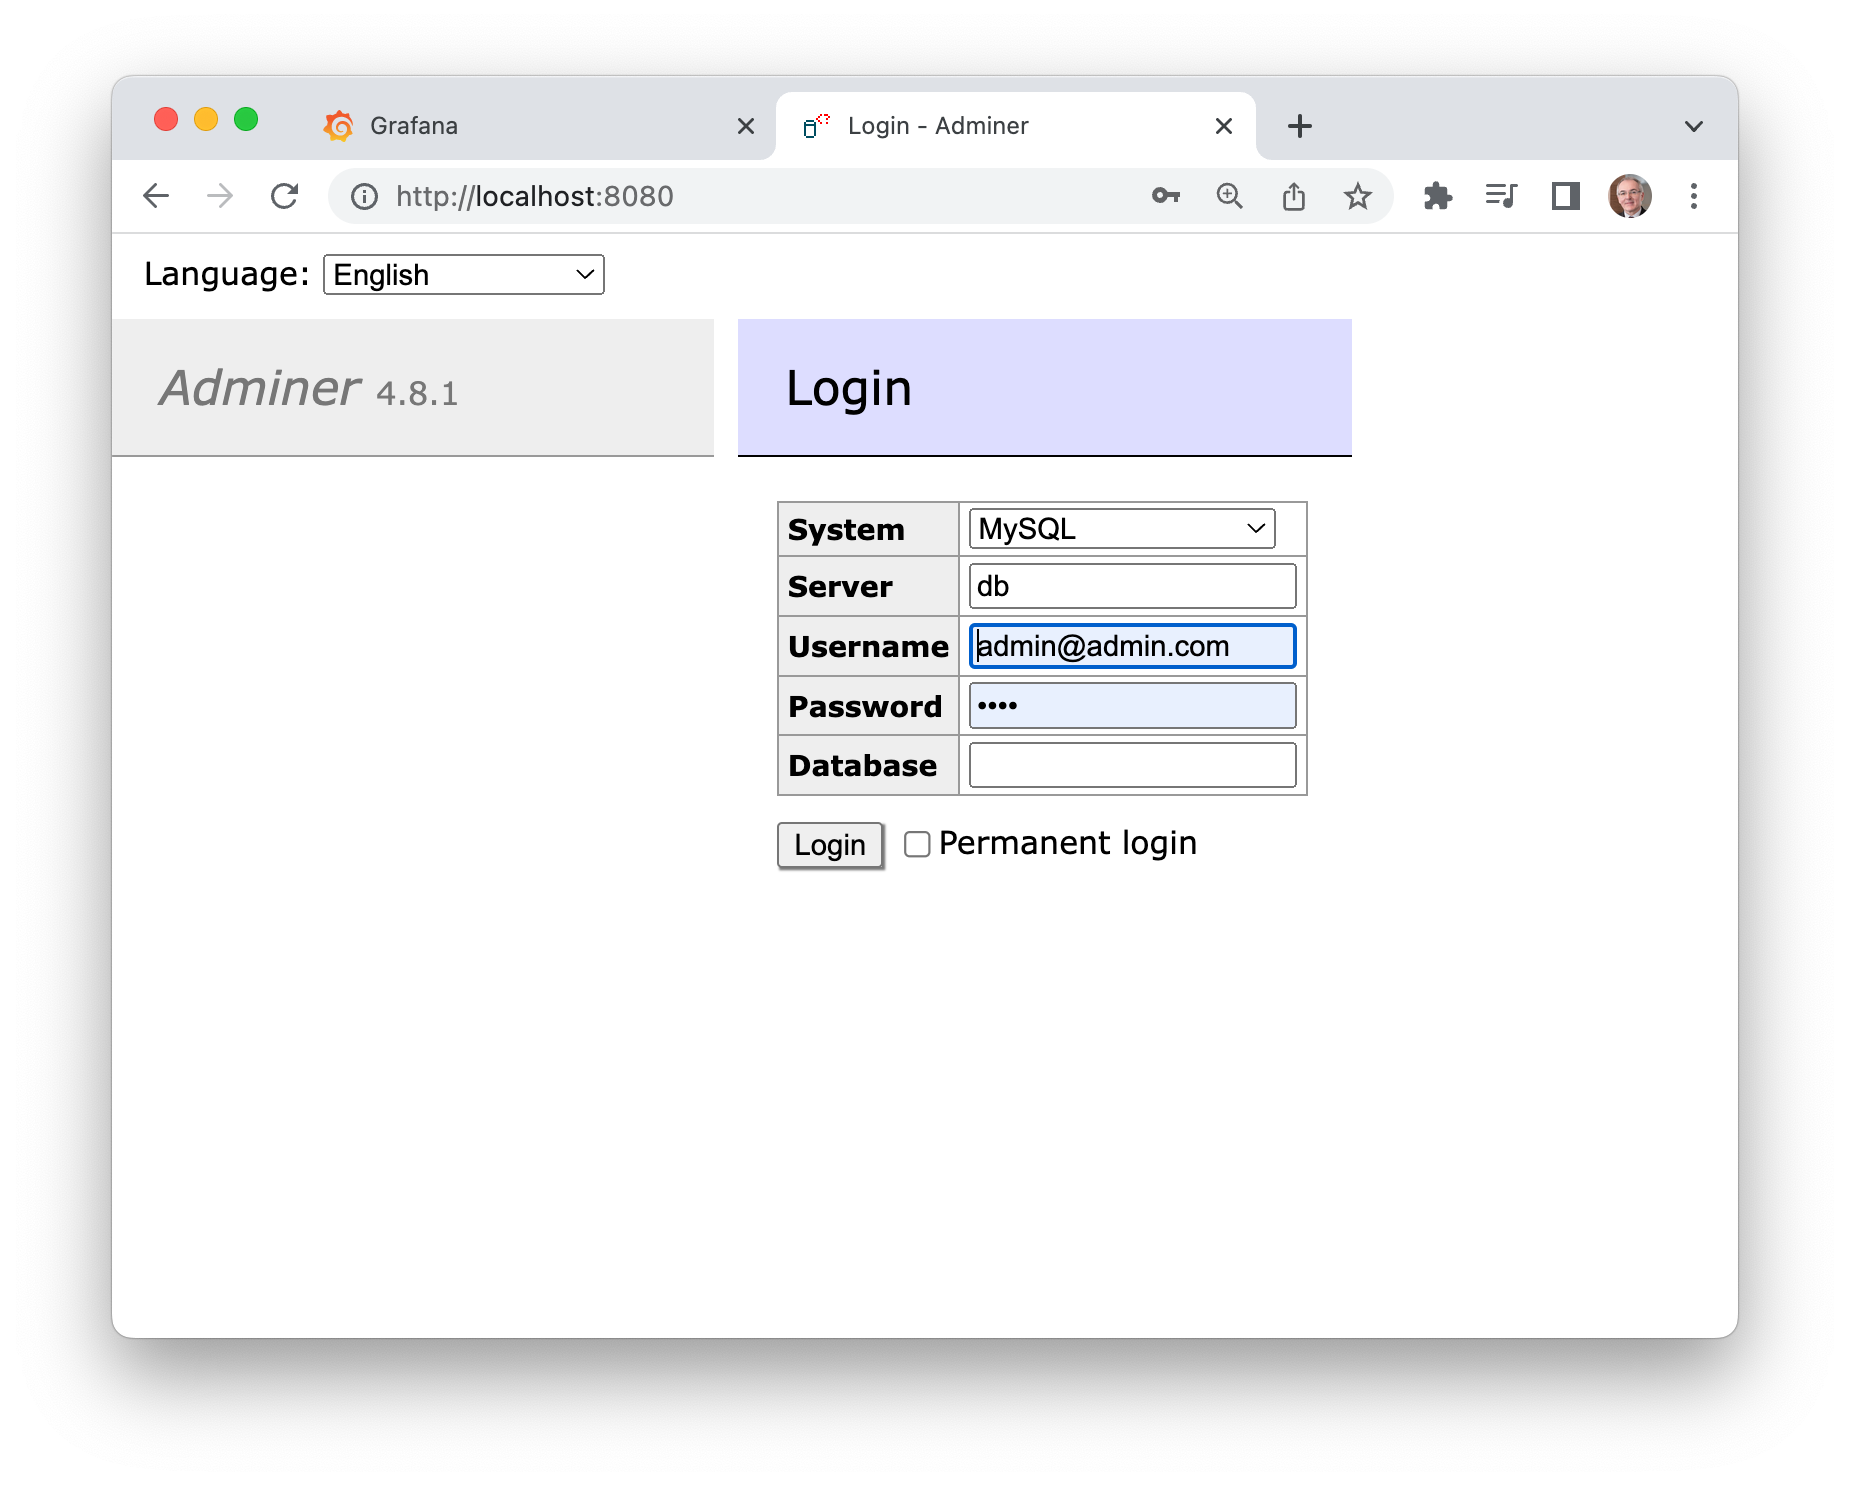 Grafana
Login - Adminer
http://localhost:8080
Language: English
Adminer 4.8.1
Login
System MySQL
Server db
Username admin@admin.com
Password ••••
Database
Login Permanent login